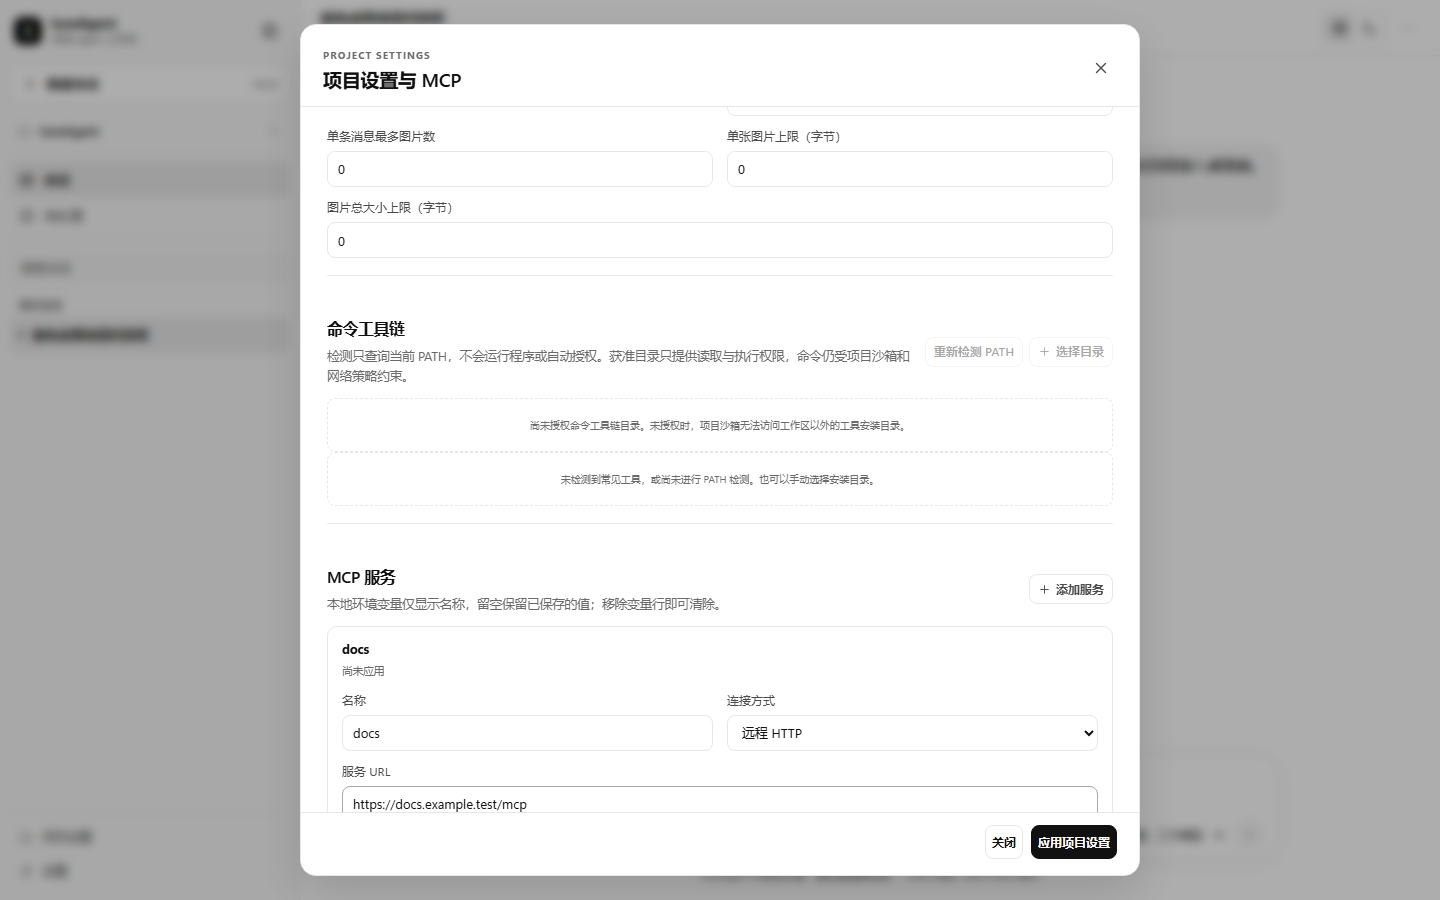 PROJECT SETTINGS
项目设置与 MCP
单条消息最多图片数
单张图片上限（字节）
0
0
图片总大小上限（字节）
0
命令工具链
检测只查询当前 PATH，不会运行程序或自动授权。获准目录只提供读取与执行权限，命令仍受项目沙箱和
网络策略约束。
重新检测 PATH
＋ 选择目录
尚未授权命令工具链目录。未授权时，项目沙箱无法访问工作区以外的工具安装目录。
未检测到常见工具，或尚未进行 PATH 检测。也可以手动选择安装目录。
MCP 服务
本地环境变量仅显示名称，留空保留已保存的值；移除变量行即可清除。
＋ 添加服务
docs
尚未应用
名称
连接方式
docs
远程 HTTP
服务 URL
https://docs.example.test/mcp
关闭
应用项目设置